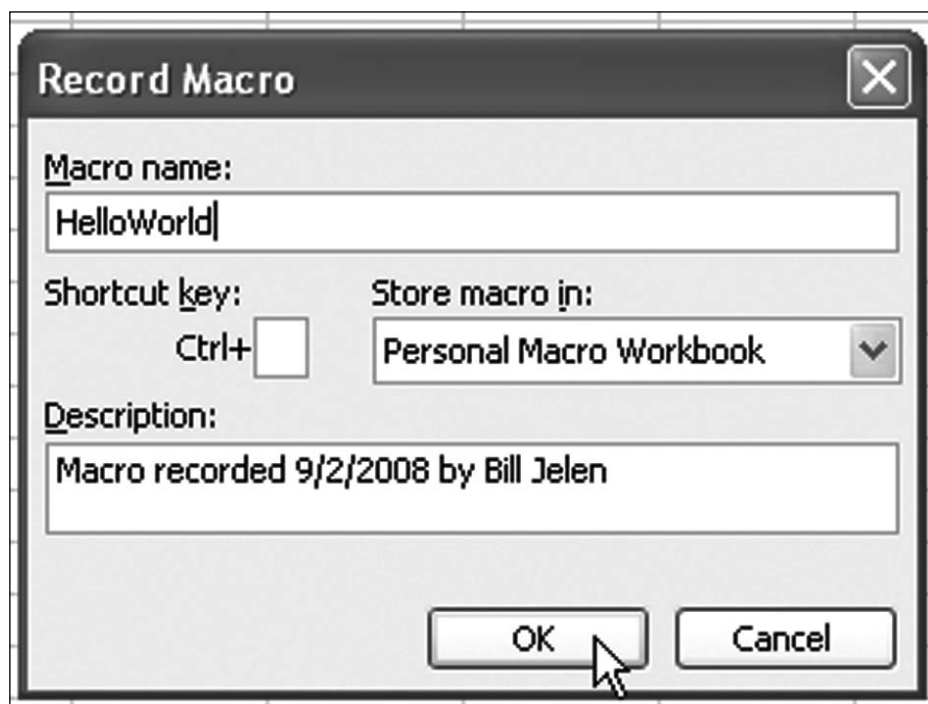 Record Macro
Macro name:
HelloWorld
Shortcut key:
Store macro in:
Ctrl+
Personal Macro Workbook
Description:
Macro recorded 9/2/2008 by Bill Jelen
OK
Cancel